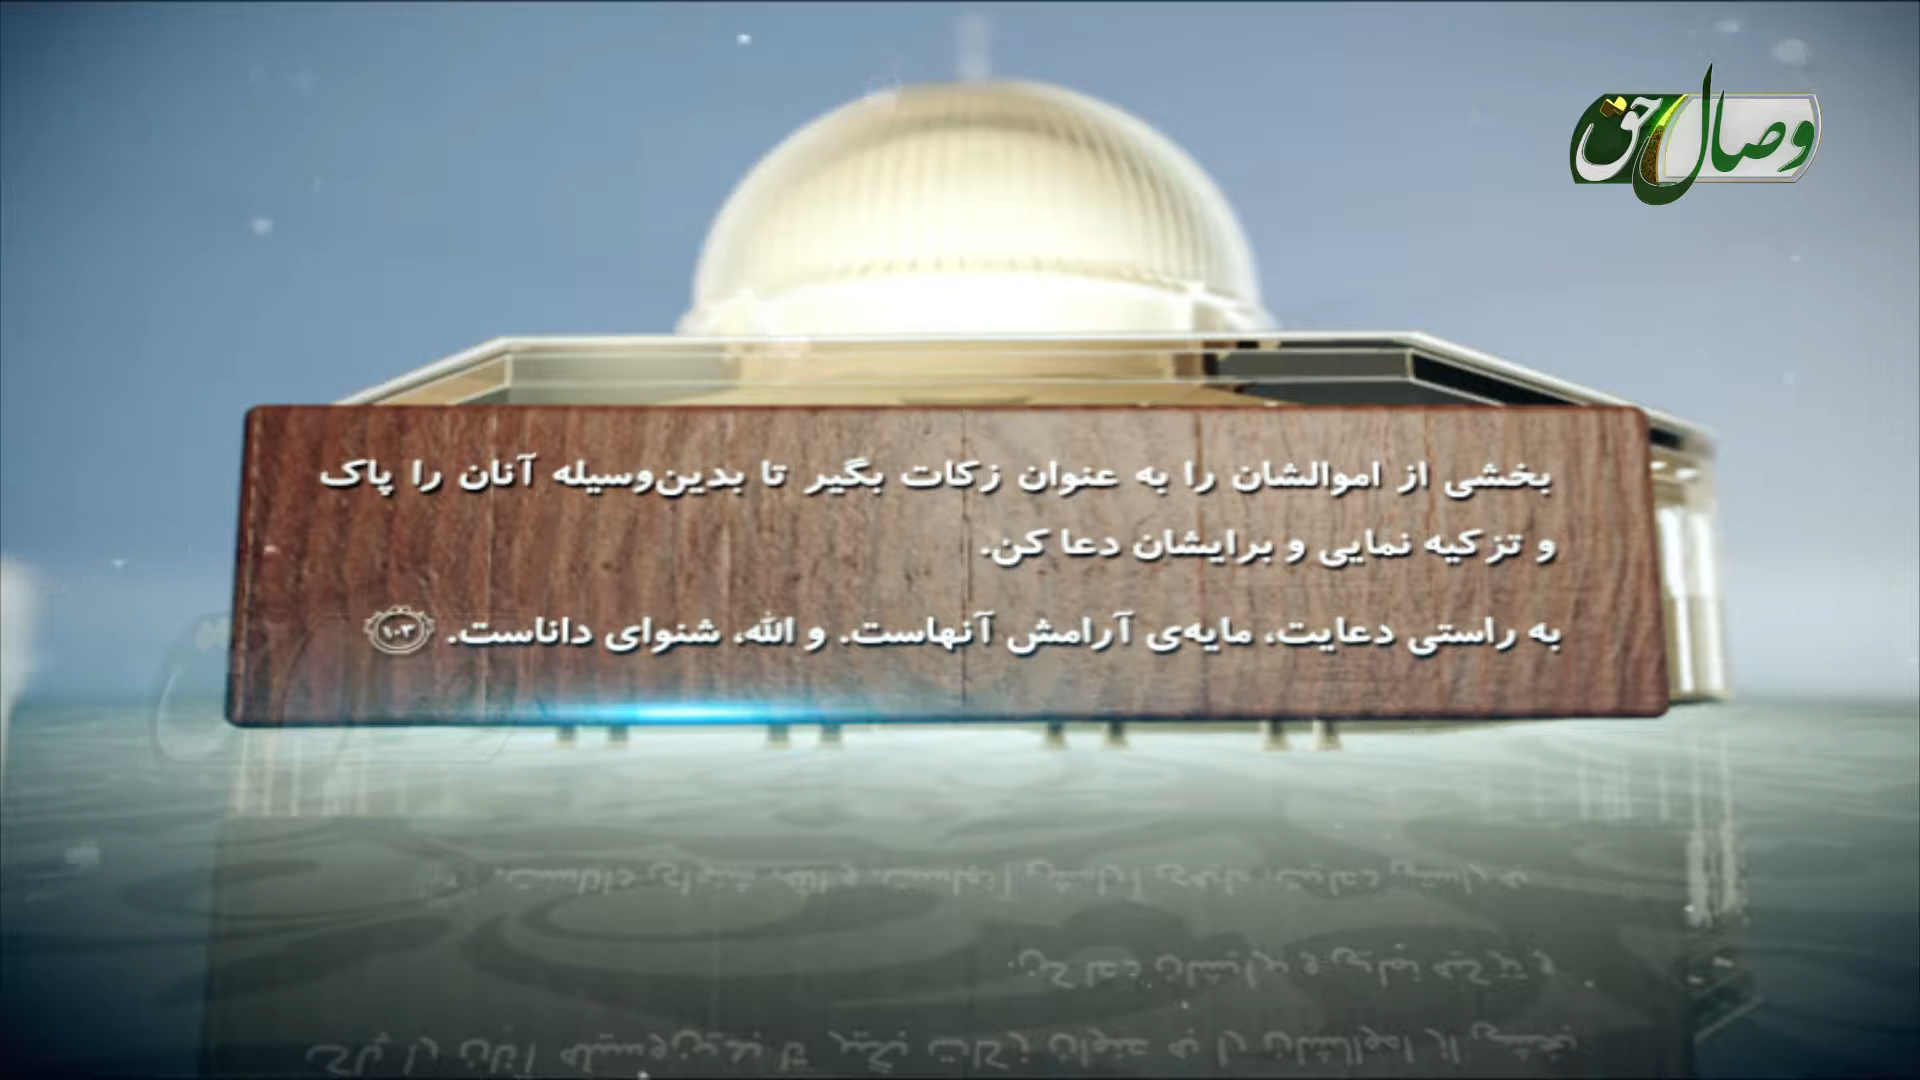 وصال حق
بخشی از اموالشان را به عنوان زکات بگیر تا بدین‌وسیله آنان را پاک
و تزکیه نمایی و برایشان دعا کن.
به راستی دعایت، مایه‌ی آرامش آنهاست. و الله، شنوای داناست. ۱۰۳